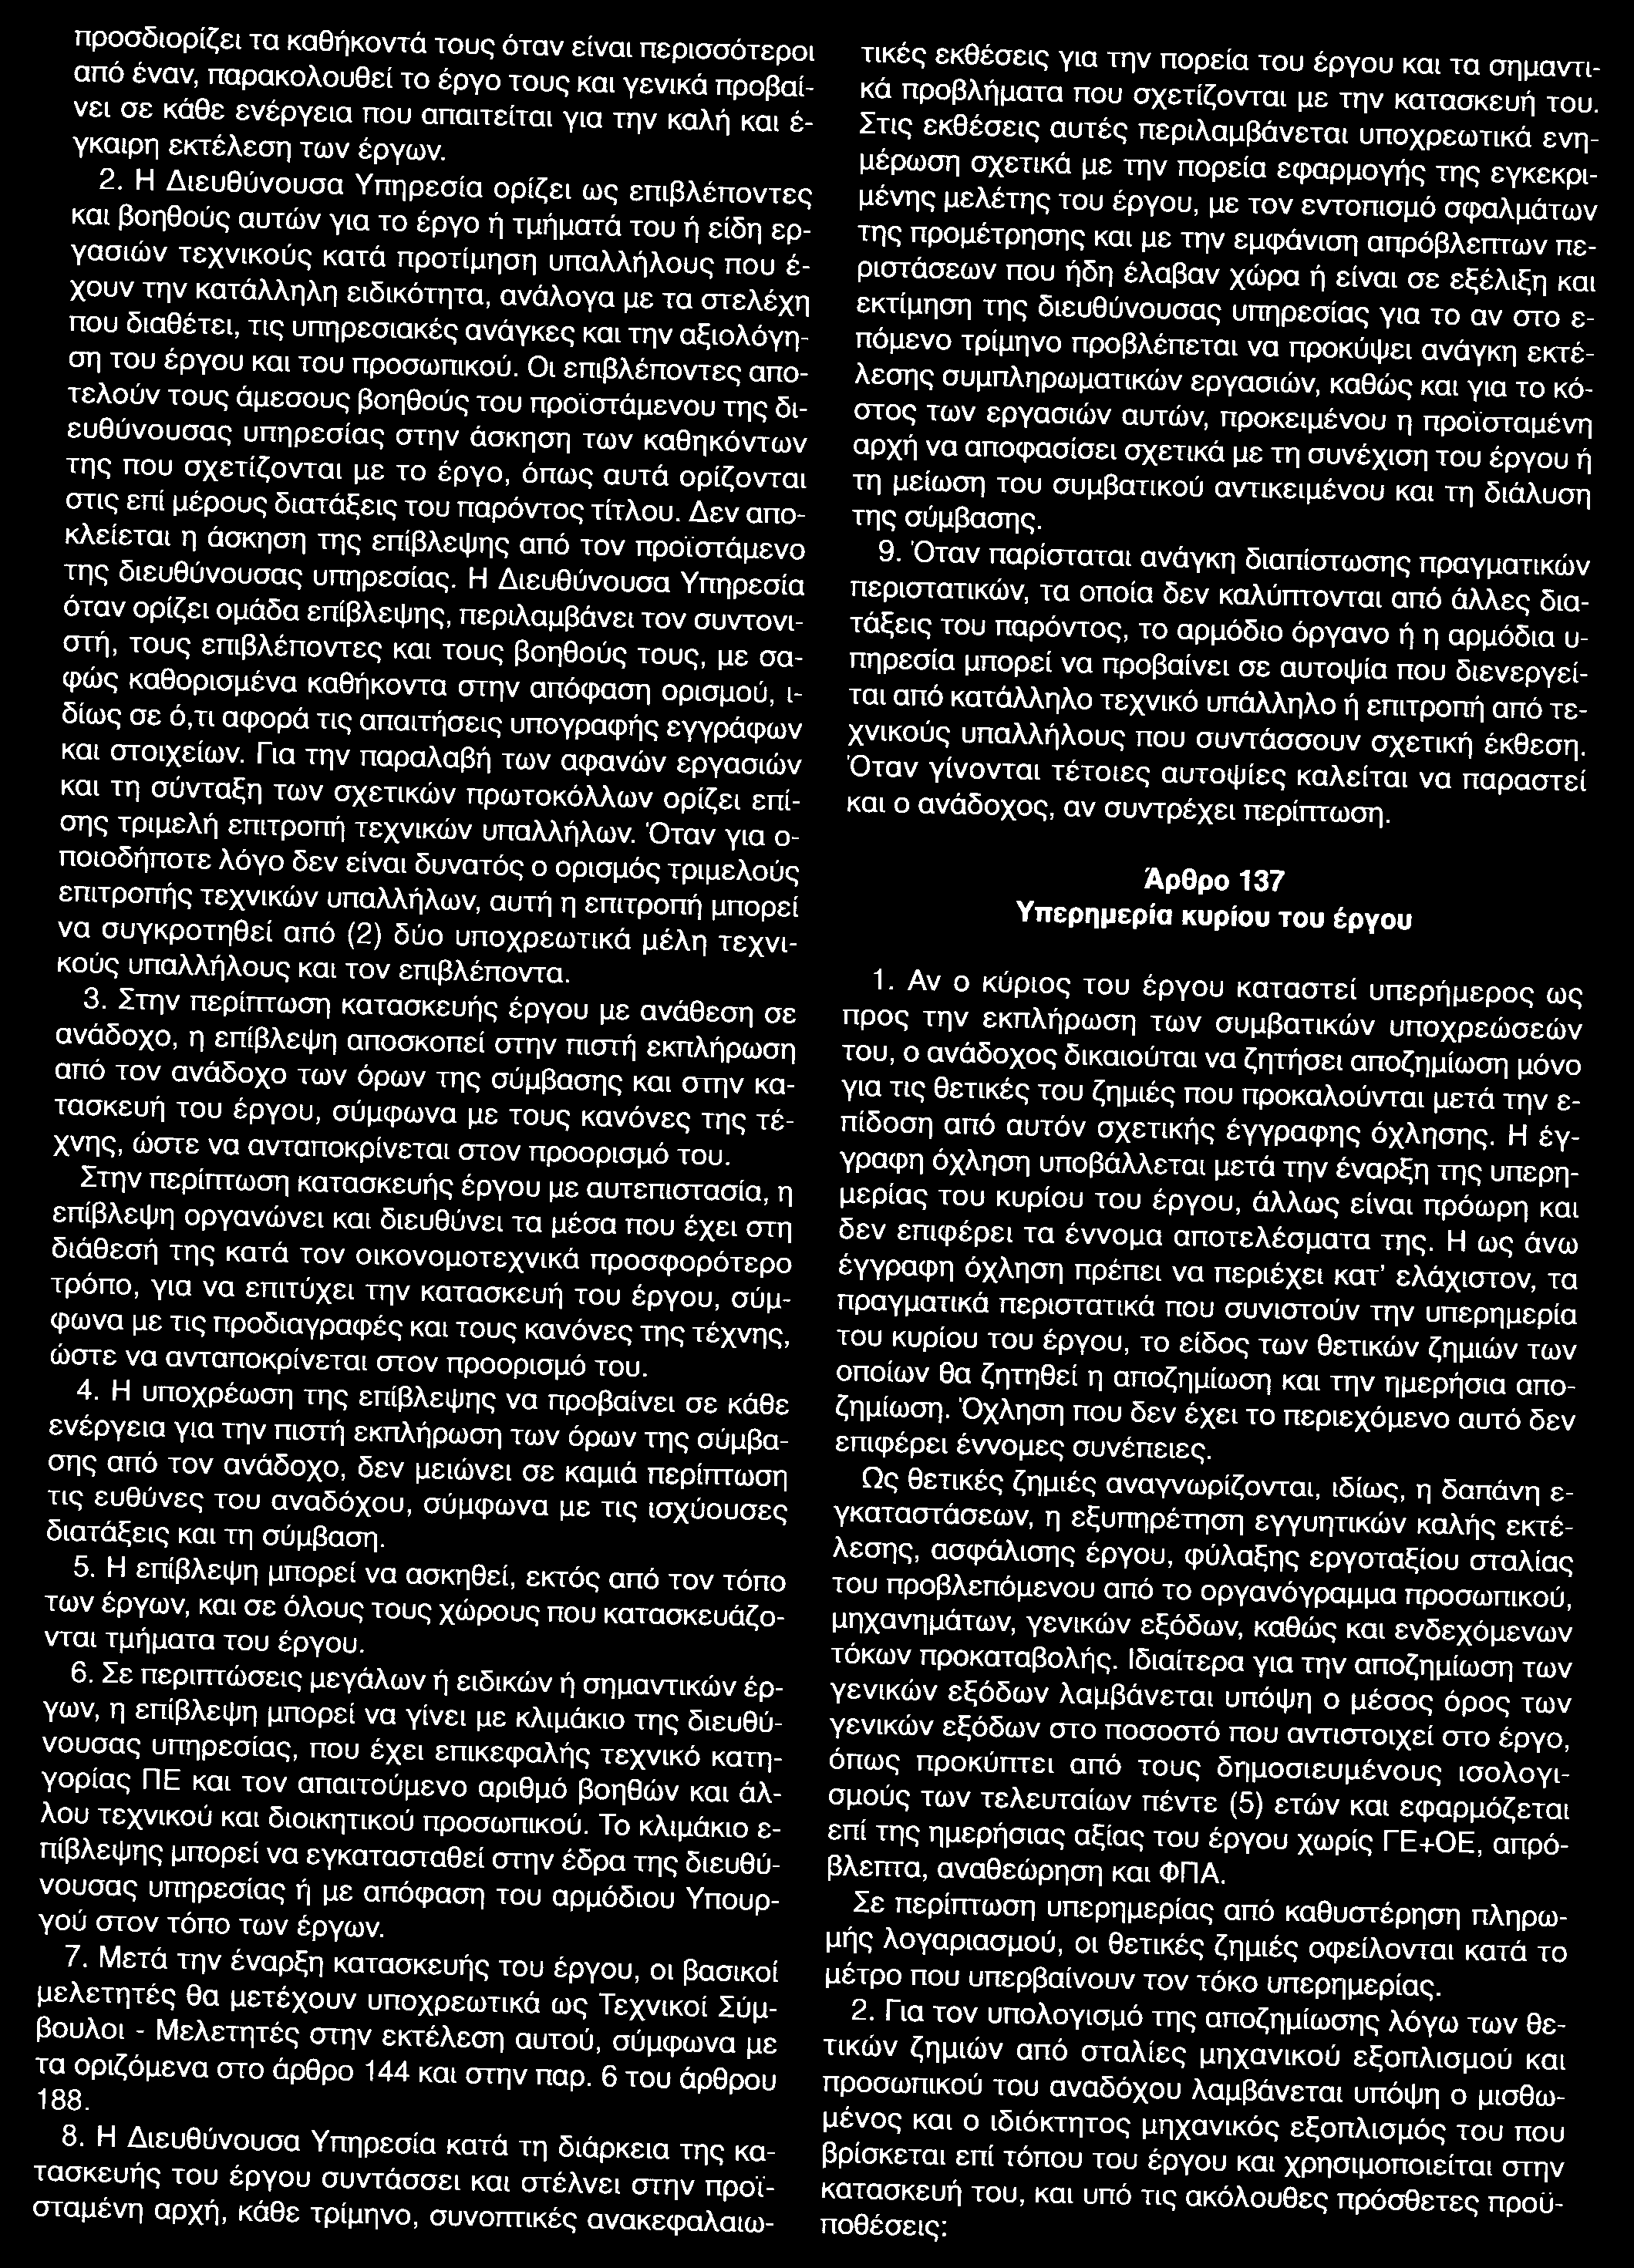 προσδιορίζει τα καθήκοντά τους όταν είναι περισσότεροι
από έναν, παρακολουθεί το έργο τους και γενικά προβαί-
νει σε κάθε ενέργεια που απαιτείται για την καλή και έ-
γκαιρη εκτέλεση των έργων.
2. Η Διευθύνουσα Υπηρεσία ορίζει ως επιβλέποντες
και βοηθούς αυτών για το έργο ή τμήματά του ή είδη ερ-
γασιών τεχνικούς κατά προτίμηση υπαλλήλους που έ-
χουν την κατάλληλη ειδικότητα, ανάλογα με τα στελέχη
που διαθέτει, τις υπηρεσιακές ανάγκες και την αξιολόγη-
ση του έργου και του προσωπικού. Οι επιβλέποντες απο-
τελούν τους άμεσους βοηθούς του προϊστάμενου της δι-
ευθύνουσας υπηρεσίας στην άσκηση των καθηκόντων
της που σχετίζονται με το έργο, όπως αυτά ορίζονται
στις επί μέρους διατάξεις του παρόντος τίτλου. Δεν απο-
κλείεται η άσκηση της επίβλεψης από τον προϊστάμενο
της διευθύνουσας υπηρεσίας. Η Διευθύνουσα Υπηρεσία
όταν ορίζει ομάδα επίβλεψης, περιλαμβάνει τον συντονι-
στή, τους επιβλέποντες και τους βοηθούς τους, με σα-
φώς καθορισμένα καθήκοντα στην απόφαση ορισμού, ι-
δίως σε ό,τι αφορά τις απαιτήσεις υπογραφής εγγράφων
και στοιχείων. Για την παραλαβή των αφανών εργασιών
και τη σύνταξη των σχετικών πρωτοκόλλων ορίζει επί-
σης τριμελή επιτροπή τεχνικών υπαλλήλων. Όταν για ο-
ποιοδήποτε λόγο δεν είναι δυνατός ο ορισμός τριμελούς
επιτροπής τεχνικών υπαλλήλων, αυτή η επιτροπή μπορεί
να συγκροτηθεί από (2) δύο υποχρεωτικά μέλη τεχνι-
κούς υπαλλήλους και τον επιβλέποντα.
3. Στην περίπτωση κατασκευής έργου με ανάθεση σε
ανάδοχο, η επίβλεψη αποσκοπεί στην πιστή εκπλήρωση
από τον ανάδοχο των όρων της σύμβασης και στην κα-
τασκευή του έργου, σύμφωνα με τους κανόνες της τέ-
χνης, ώστε να ανταποκρίνεται στον προορισμό του.
Στην περίπτωση κατασκευής έργου με αυτεπιστασία, η
επίβλεψη οργανώνει και διευθύνει τα μέσα που έχει στη
διάθεσή της κατά τον οικονομοτεχνικά προσφορότερο
τρόπο, για να επιτύχει την κατασκευή του έργου, σύμ-
φωνα με τις προδιαγραφές και τους κανόνες της τέχνης,
ώστε να ανταποκρίνεται στον προορισμό του.
4. Η υποχρέωση της επίβλεψης να προβαίνει σε κάθε
ενέργεια για την πιστή εκπλήρωση των όρων της σύμβα-
σης από τον ανάδοχο, δεν μειώνει σε καμιά περίπτωση
τις ευθύνες του αναδόχου, σύμφωνα με τις ισχύουσες
διατάξεις και τη σύμβαση.
5. Η επίβλεψη μπορεί να ασκηθεί, εκτός από τον τόπο
των έργων, και σε όλους τους χώρους που κατασκευάζο-
νται τμήματα του έργου.
6. Σε περιπτώσεις μεγάλων ή ειδικών ή σημαντικών έρ-
γων, η επίβλεψη μπορεί να γίνει με κλιμάκιο της διευθύ-
νουσας υπηρεσίας, που έχει επικεφαλής τεχνικό κατη-
γορίας ΠΕ και τον απαιτούμενο αριθμό βοηθών και άλ-
λου τεχνικού και διοικητικού προσωπικού. Το κλιμάκιο ε-
πίβλεψης μπορεί να εγκατασταθεί στην έδρα της διευθύ-
νουσας υπηρεσίας ή με απόφαση του αρμόδιου Υπουρ-
γού στον τόπο των έργων.
7. Μετά την έναρξη κατασκευής του έργου, οι βασικοί
μελετητές θα μετέχουν υποχρεωτικά ως Τεχνικοί Σύμ-
βουλοι - Μελετητές στην εκτέλεση αυτού, σύμφωνα με
τα οριζόμενα στο άρθρο 144 και στην παρ. 6 του άρθρου
188.
8. Η Διευθύνουσα Υπηρεσία κατά τη διάρκεια της κα-
τασκευής του έργου συντάσσει και στέλνει στην προϊ-
σταμένη αρχή, κάθε τρίμηνο, συνοπτικές ανακεφαλαιω-
τικές εκθέσεις για την πορεία του έργου και τα σημαντι-
κά προβλήματα που σχετίζονται με την κατασκευή του.
Στις εκθέσεις αυτές περιλαμβάνεται υποχρεωτικά ενη-
μέρωση σχετικά με την πορεία εφαρμογής της εγκεκρι-
μένης μελέτης του έργου, με τον εντοπισμό σφαλμάτων
της προμέτρησης και με την εμφάνιση απρόβλεπτων πε-
ριστάσεων που ήδη έλαβαν χώρα ή είναι σε εξέλιξη και
εκτίμηση της διευθύνουσας υπηρεσίας για το αν στο ε-
πόμενο τρίμηνο προβλέπεται να προκύψει ανάγκη εκτέ-
λεσης συμπληρωματικών εργασιών, καθώς και για το κό-
στος των εργασιών αυτών, προκειμένου η προϊσταμένη
αρχή να αποφασίσει σχετικά με τη συνέχιση του έργου ή
τη μείωση του συμβατικού αντικειμένου και τη διάλυση
της σύμβασης.
9. Όταν παρίσταται ανάγκη διαπίστωσης πραγματικών
περιστατικών, τα οποία δεν καλύπτονται από άλλες δια-
τάξεις του παρόντος, το αρμόδιο όργανο ή η αρμόδια υ-
πηρεσία μπορεί να προβαίνει σε αυτοψία που διενεργεί-
ται από κατάλληλο τεχνικό υπάλληλο ή επιτροπή από τε-
χνικούς υπαλλήλους που συντάσσουν σχετική έκθεση.
Όταν γίνονται τέτοιες αυτοψίες καλείται να παραστεί
και ο ανάδοχος, αν συντρέχει περίπτωση.
Άρθρο 137
Υπερημερία κυρίου του έργου
1. Αν ο κύριος του έργου καταστεί υπερήμερος ως
προς την εκπλήρωση των συμβατικών υποχρεώσεών
του, ο ανάδοχος δικαιούται να ζητήσει αποζημίωση μόνο
για τις θετικές του ζημιές που προκαλούνται μετά την ε-
πίδοση από αυτόν σχετικής έγγραφης όχλησης. Η έγ-
γραφη όχληση υποβάλλεται μετά την έναρξη της υπερη-
μερίας του κυρίου του έργου, άλλως είναι πρόωρη και
δεν επιφέρει τα έννομα αποτελέσματα της. Η ως άνω
έγγραφη όχληση πρέπει να περιέχει κατ’ ελάχιστον, τα
πραγματικά περιστατικά που συνιστούν την υπερημερία
του κυρίου του έργου, το είδος των θετικών ζημιών των
οποίων θα ζητηθεί η αποζημίωση και την ημερήσια απο-
ζημίωση. Όχληση που δεν έχει το περιεχόμενο αυτό δεν
επιφέρει έννομες συνέπειες.
Ως θετικές ζημιές αναγνωρίζονται, ιδίως, η δαπάνη ε-
γκαταστάσεων, η εξυπηρέτηση εγγυητικών καλής εκτέ-
λεσης, ασφάλισης έργου, φύλαξης εργοταξίου σταλίας
του προβλεπόμενου από το οργανόγραμμα προσωπικού,
μηχανημάτων, γενικών εξόδων, καθώς και ενδεχόμενων
τόκων προκαταβολής. Ιδιαίτερα για την αποζημίωση των
γενικών εξόδων λαμβάνεται υπόψη ο μέσος όρος των
γενικών εξόδων στο ποσοστό που αντιστοιχεί στο έργο,
όπως προκύπτει από τους δημοσιευμένους ισολογι-
σμούς των τελευταίων πέντε (5) ετών και εφαρμόζεται
επί της ημερήσιας αξίας του έργου χωρίς ΓΕ+ΟΕ, απρό-
βλεπτα, αναθεώρηση και ΦΠΑ.
Σε περίπτωση υπερημερίας από καθυστέρηση πληρω-
μής λογαριασμού, οι θετικές ζημιές οφείλονται κατά το
μέτρο που υπερβαίνουν τον τόκο υπερημερίας.
2. Για τον υπολογισμό της αποζημίωσης λόγω των θε-
τικών ζημιών από σταλίες μηχανικού εξοπλισμού και
προσωπικού του αναδόχου λαμβάνεται υπόψη ο μισθω-
μένος και ο ιδιόκτητος μηχανικός εξοπλισμός του που
βρίσκεται επί τόπου του έργου και χρησιμοποιείται στην
κατασκευή του, και υπό τις ακόλουθες πρόσθετες προϋ-
ποθέσεις: